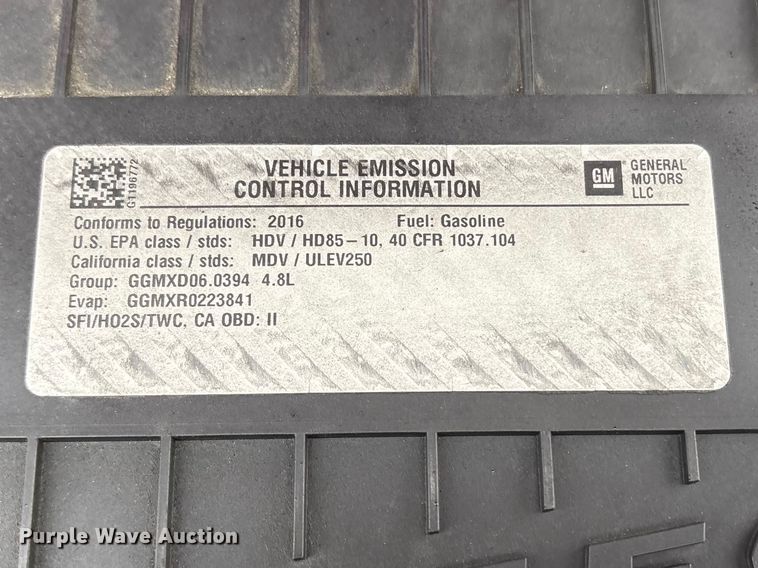 VEHICLE EMISSION
CONTROL INFORMATION
GM
GENERAL
MOTORS
LLC
G1196772
Conforms to Regulations: 2016 Fuel: Gasoline
U.S. EPA class / stds: HDV / HD85-10, 40 CFR 1037.104
California class / stds: MDV / ULEV250
Group: GGMXD06.0394 4.8L
Evap: GGMXR0223841
SFI/HO2S/TWC, CA OBD: II
Purple Wave Auction